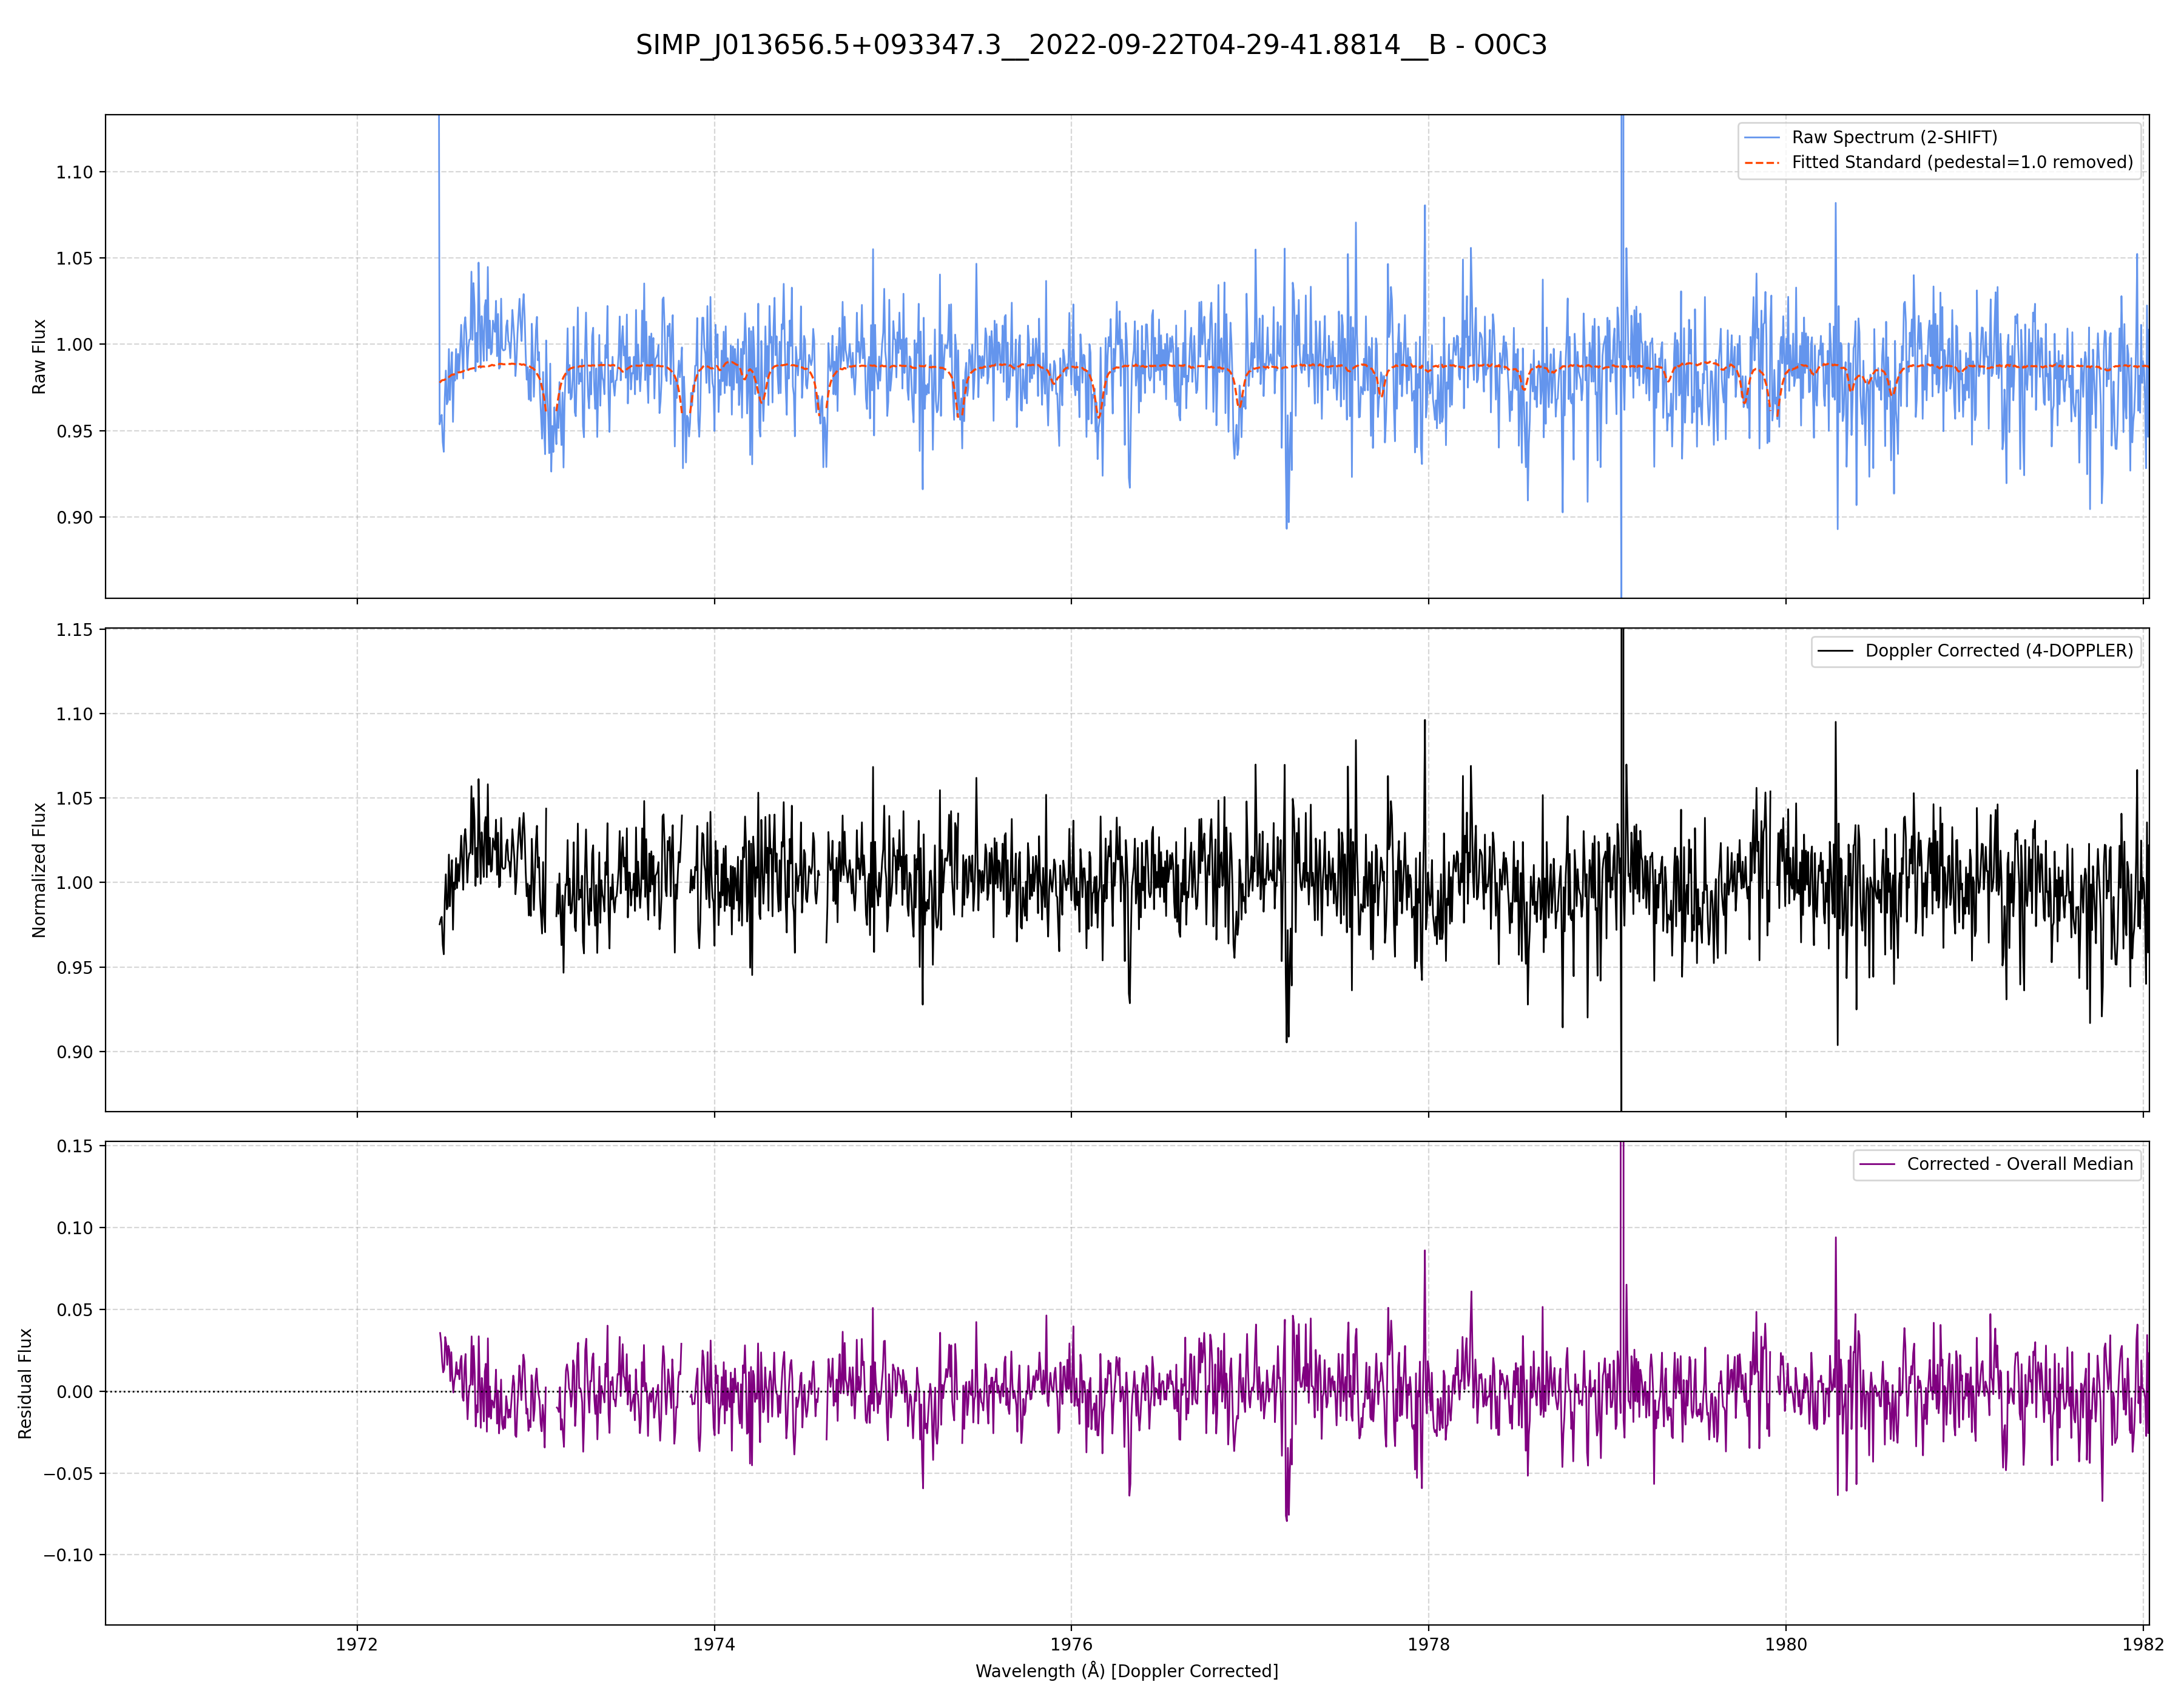 SIMP_J013656.5+093347.3__2022-09-22T04-29-41.8814__B - O0C3
Raw Spectrum (2-SHIFT)
Fitted Standard (pedestal=1.0 removed)
Raw Flux
1.10
1.05
1.00
0.95
0.90
Doppler Corrected (4-DOPPLER)
Normalized Flux
1.15
1.10
1.05
1.00
0.95
0.90
Corrected - Overall Median
Residual Flux
0.15
0.10
0.05
0.00
−0.05
−0.10
1972
1974
1976
1978
1980
1982
Wavelength (Å) [Doppler Corrected]